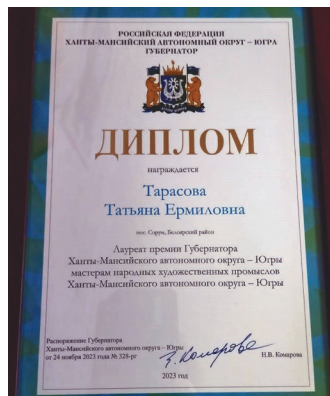 РОССИЙСКАЯ ФЕДЕРАЦИЯ
ХАНТЫ-МАНСИЙСКИЙ АВТОНОМНЫЙ ОКРУГ – ЮГРА
ГУБЕРНАТОР
ДИПЛОМ
награждается
Тарасова
Татьяна Ермиловна
пос. Сорум, Белоярский район
Лауреат премии Губернатора
Ханты-Мансийского автономного округа – Югры
мастерам народных художественных промыслов
Ханты-Мансийского автономного округа – Югры
Распоряжение Губернатора
Ханты-Мансийского автономного округа – Югры
от 24 ноября 2023 года № 328-рг
Н.В. Комарова
2023 год